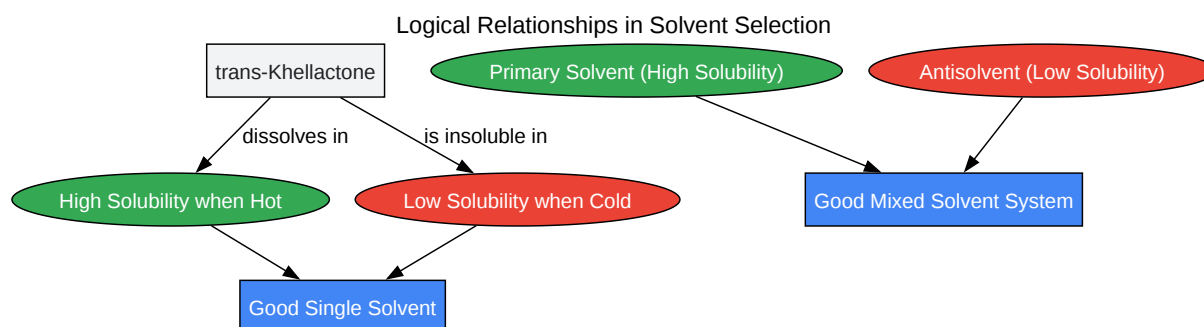 Logical Relationships in Solvent Selection
trans-Khellactone
Primary Solvent (High Solubility)
Antisolvent (Low Solubility)
dissolves in
is insoluble in
High Solubility when Hot
Low Solubility when Cold
Good Mixed Solvent System
Good Single Solvent